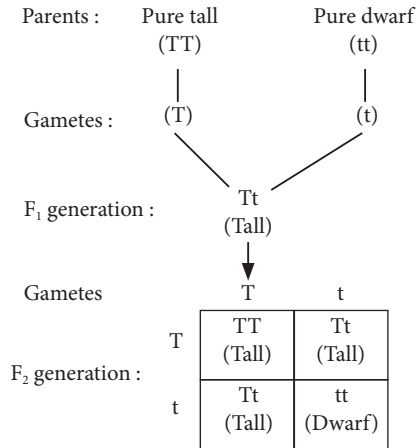 Parents : Pure tall Pure dwarf
(TT) (tt)
Gametes : (T) (t)
Tt
F₁ generation :
(Tall)
Gametes T t
TT Tt
T
(Tall) (Tall)
F₂ generation :
Tt tt
t
(Tall) (Dwarf)